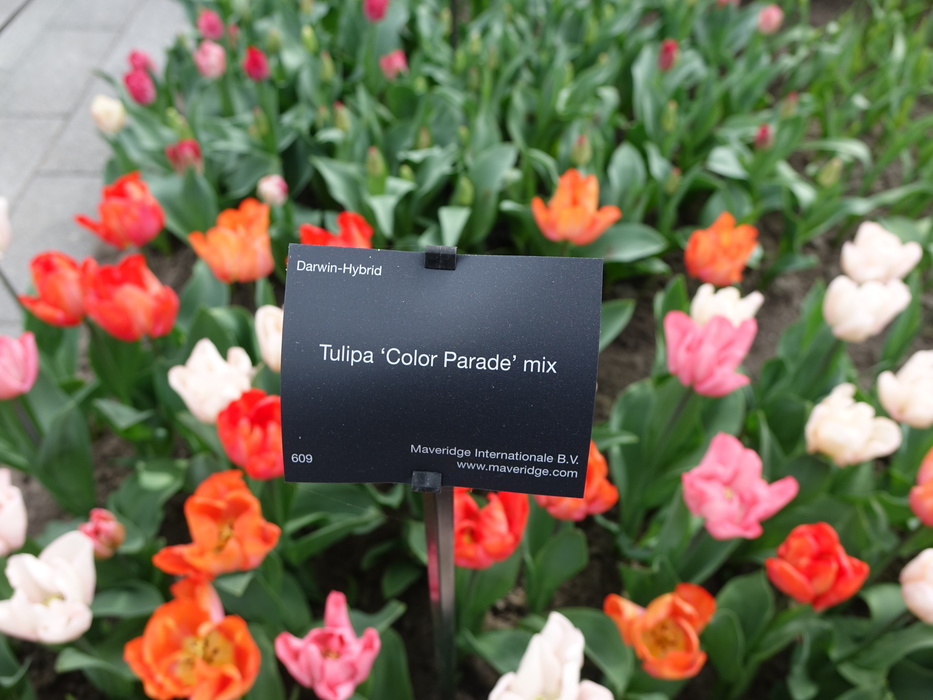 Darwin-Hybrid
Tulipa ‘Color Parade’ mix
609
Maveridge Internationale B.V.
www.maveridge.com